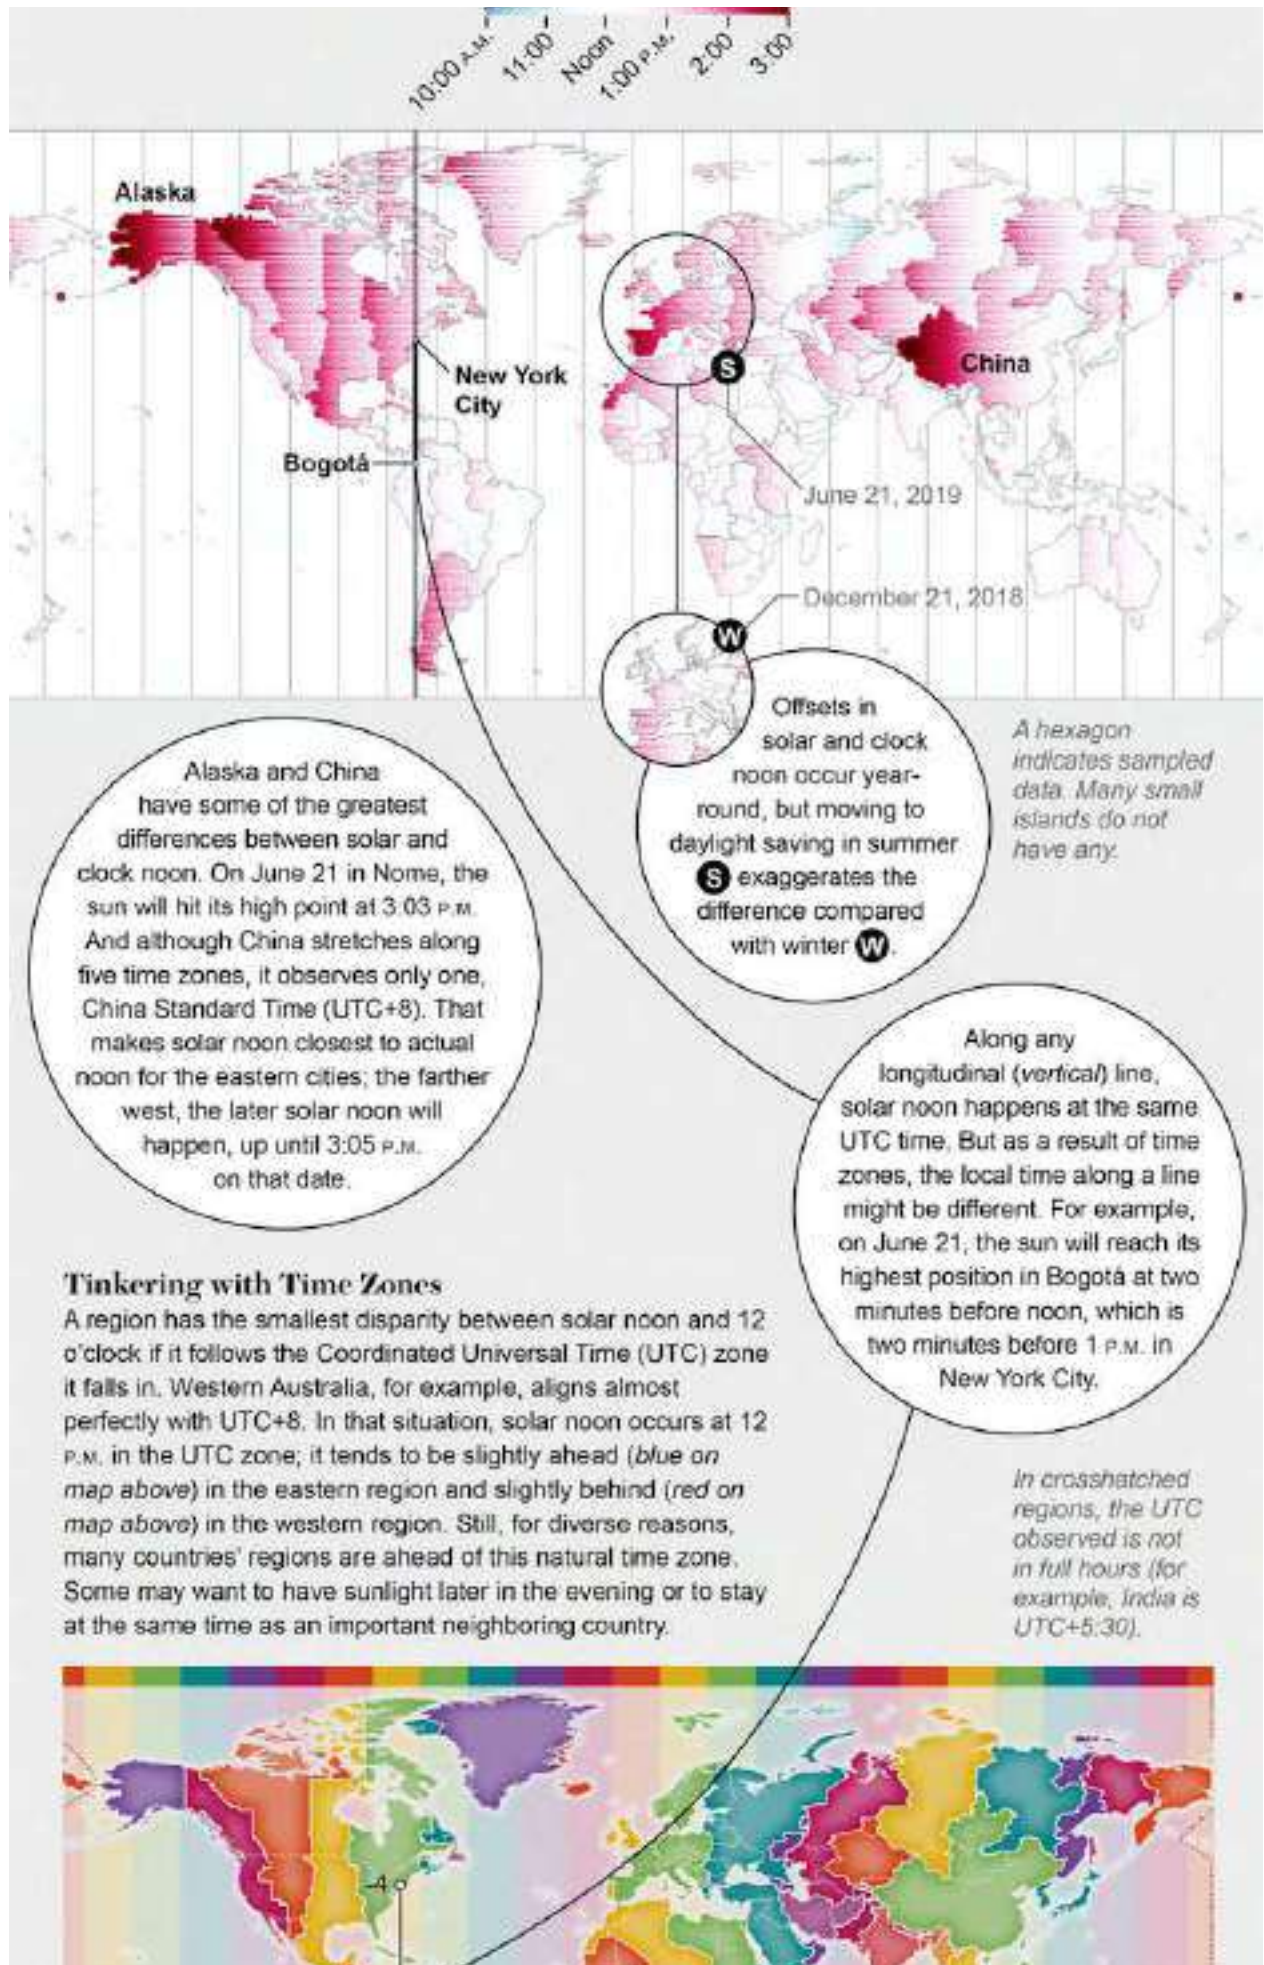 10:00 A.M.
11:00
Noon
1:00 P.M.
2:00
3:00
Alaska
New York
City
China
Bogotá
S
June 21, 2019
December 21, 2018
W
Offsets in
solar and clock
noon occur year-
round, but moving to
daylight saving in summer
S exaggerates the
difference compared
with winter W.
A hexagon
indicates sampled
data. Many small
islands do not
have any.
Alaska and China
have some of the greatest
differences between solar and
clock noon. On June 21 in Nome, the
sun will hit its high point at 3:03 P.M.
And although China stretches along
five time zones, it observes only one,
China Standard Time (UTC+8). That
makes solar noon closest to actual
noon for the eastern cities; the farther
west, the later solar noon will
happen, up until 3:05 P.M.
on that date.
Along any
longitudinal (vertical) line,
solar noon happens at the same
UTC time. But as a result of time
zones, the local time along a line
might be different. For example,
on June 21, the sun will reach its
highest position in Bogotá at two
minutes before noon, which is
two minutes before 1 P.M. in
New York City.
Tinkering with Time Zones
A region has the smallest disparity between solar noon and 12
o'clock if it follows the Coordinated Universal Time (UTC) zone
it falls in. Western Australia, for example, aligns almost
perfectly with UTC+8. In that situation, solar noon occurs at 12
P.M. in the UTC zone; it tends to be slightly ahead (blue on
map above) in the eastern region and slightly behind (red on
map above) in the western region. Still, for diverse reasons,
many countries' regions are ahead of this natural time zone.
Some may want to have sunlight later in the evening or to stay
at the same time as an important neighboring country.
In crosshatched
regions, the UTC
observed is not
in full hours (for
example, India is
UTC+5:30).
-4